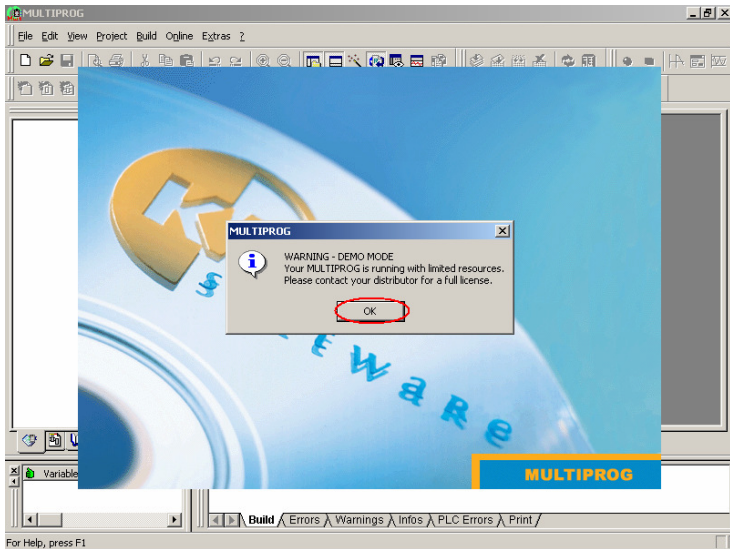 MULTIPROG
File Edit View Project Build Online Extras ?
MULTIPROG
WARNING - DEMO MODE
Your MULTIPROG is running with limited resources.
Please contact your distributor for a full license.
OK
software
MULTIPROG
Variable
Build Errors Warnings Infos PLC Errors Print
For Help, press F1